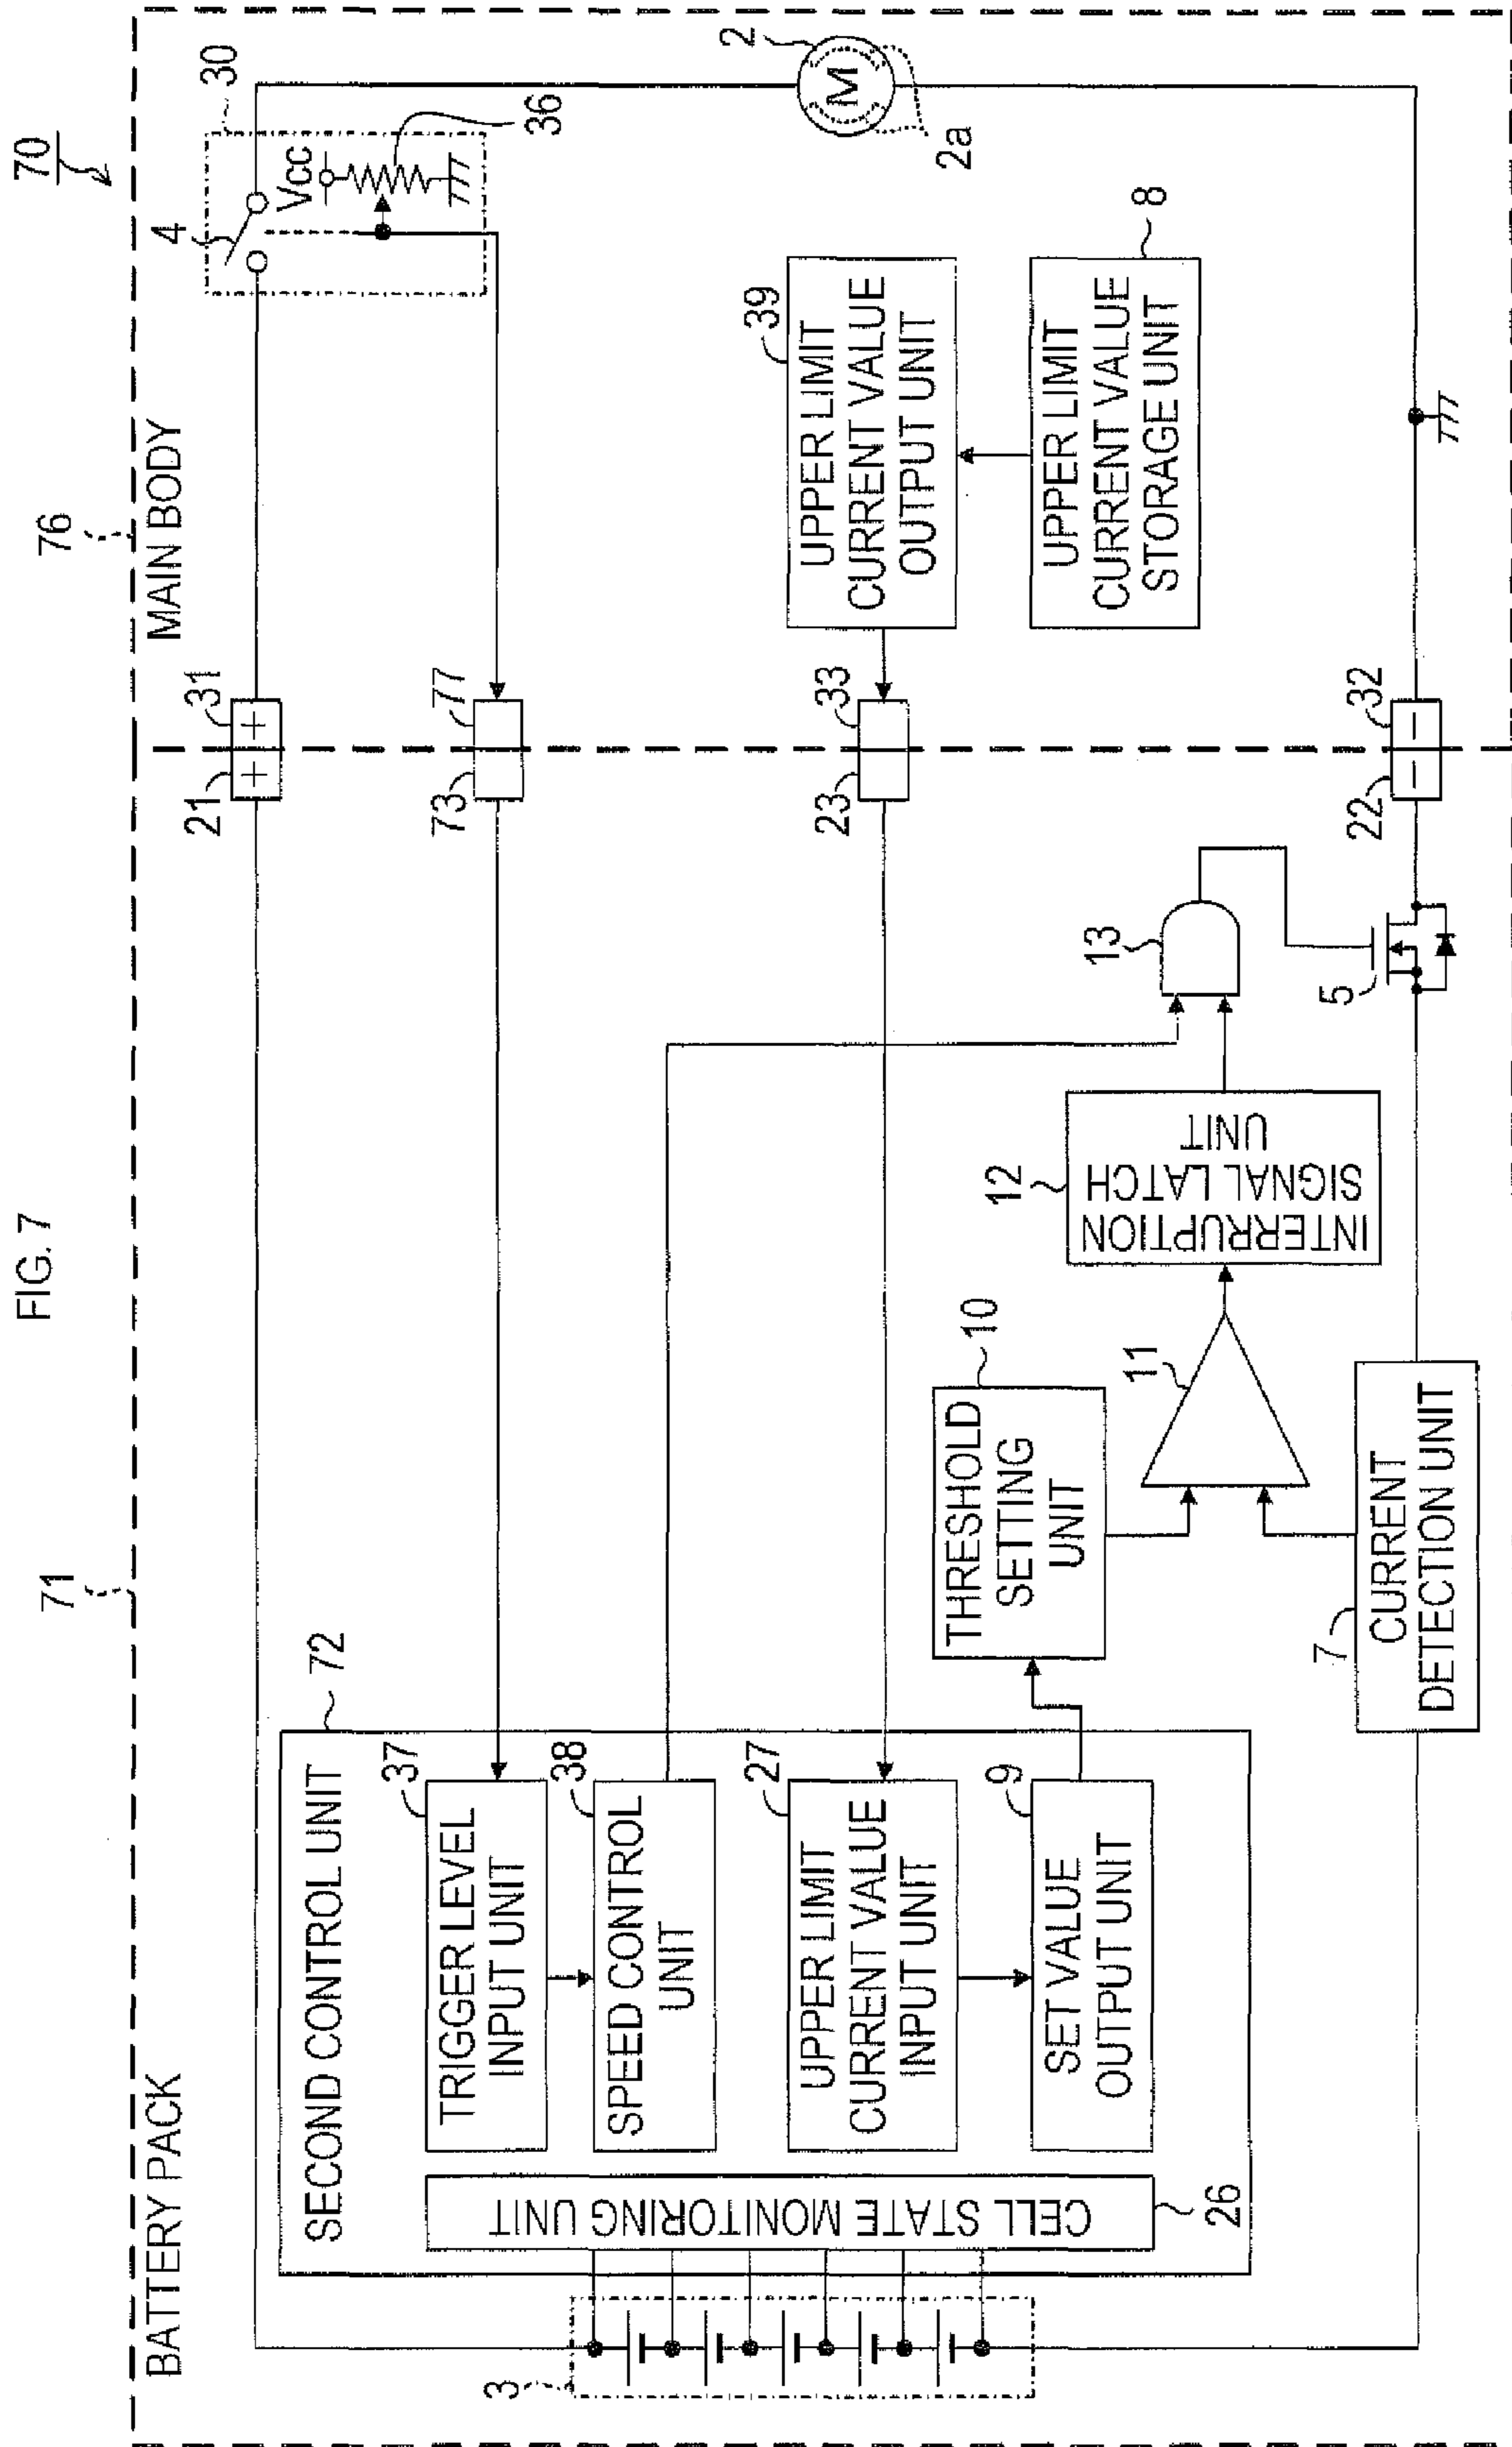 FIG. 7
70
71
76
BATTERY PACK
MAIN BODY
SECOND CONTROL UNIT
72
TRIGGER LEVEL
INPUT UNIT
37
SPEED CONTROL
UNIT
38
UPPER LIMIT
CURRENT VALUE
INPUT UNIT
27
SET VALUE
OUTPUT UNIT
9
CELL STATE MONITORING UNIT
26
3
THRESHOLD
SETTING
UNIT
10
11
INTERRUPTION
SIGNAL LATCH
UNIT
12
13
5
CURRENT
DETECTION UNIT
7
21
+
+
31
73
77
23
33
22
−
−
32
4
30
Vcc
36
UPPER LIMIT
CURRENT VALUE
OUTPUT UNIT
39
UPPER LIMIT
CURRENT VALUE
STORAGE UNIT
8
2
M
2a